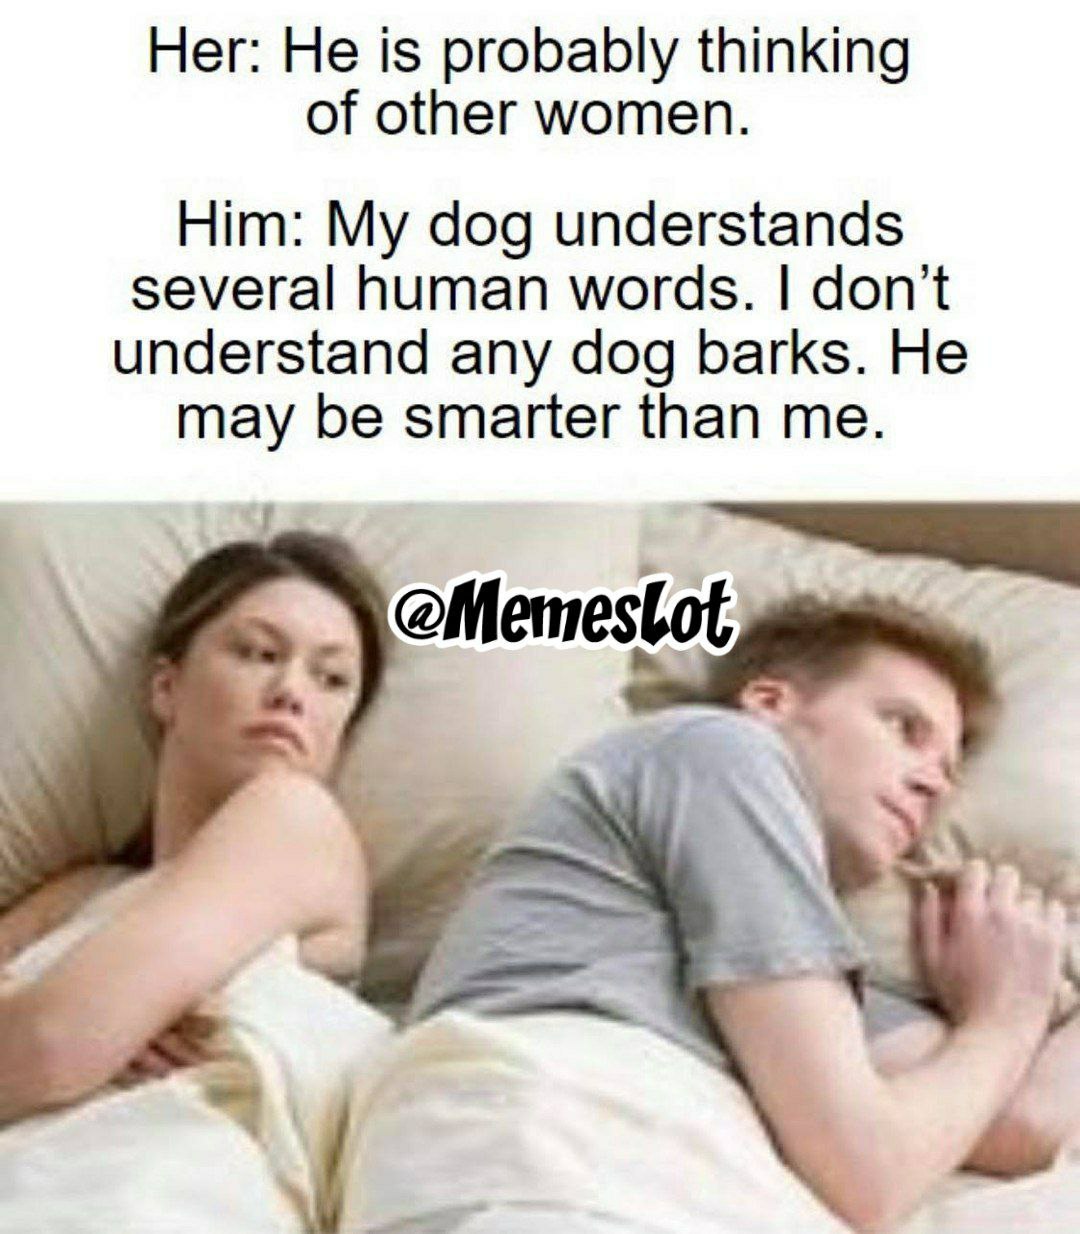 Her: He is probably thinking
of other women.
Him: My dog understands
several human words. I don’t
understand any dog barks. He
may be smarter than me.
@MemesLot